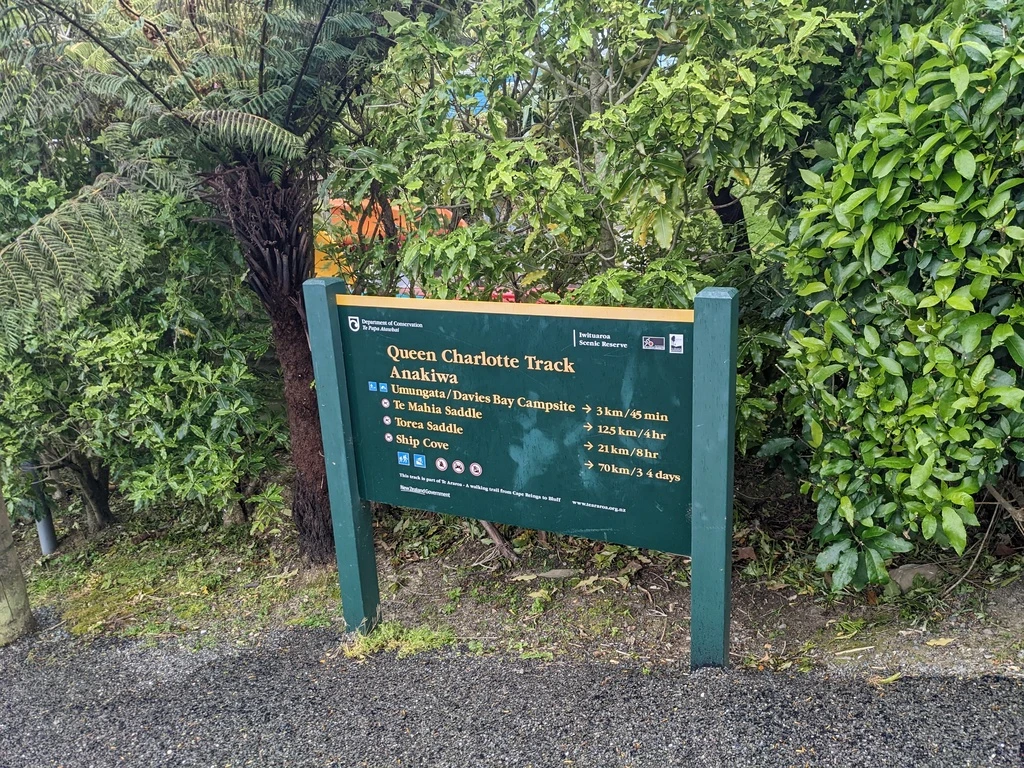 Department of Conservation
Te Papa Atawhai
Iwituaroa
Scenic Reserve
Queen Charlotte Track
Anakiwa
Umungata/Davies Bay Campsite → 3 km/45 min
Te Mahia Saddle → 12.5 km/4 hr
Torea Saddle → 21 km/8 hr
Ship Cove → 70 km/3 4 days
This track is part of Te Araroa - A walking trail from Cape Reinga to Bluff www.teararoa.org.nz
New Zealand Government